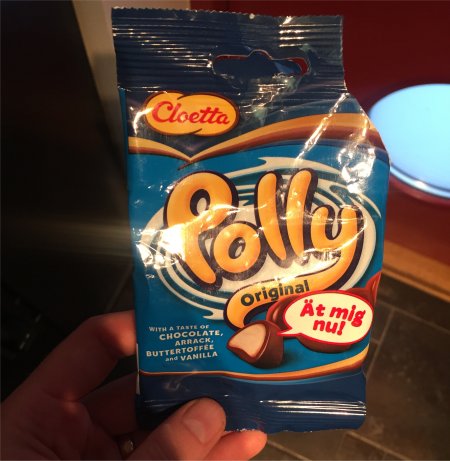 Cloetta
Polly
Original
Ät mig
nu!
WITH A TASTE OF
CHOCOLATE,
ARRACK,
BUTTERTOFFEE
and VANILLA